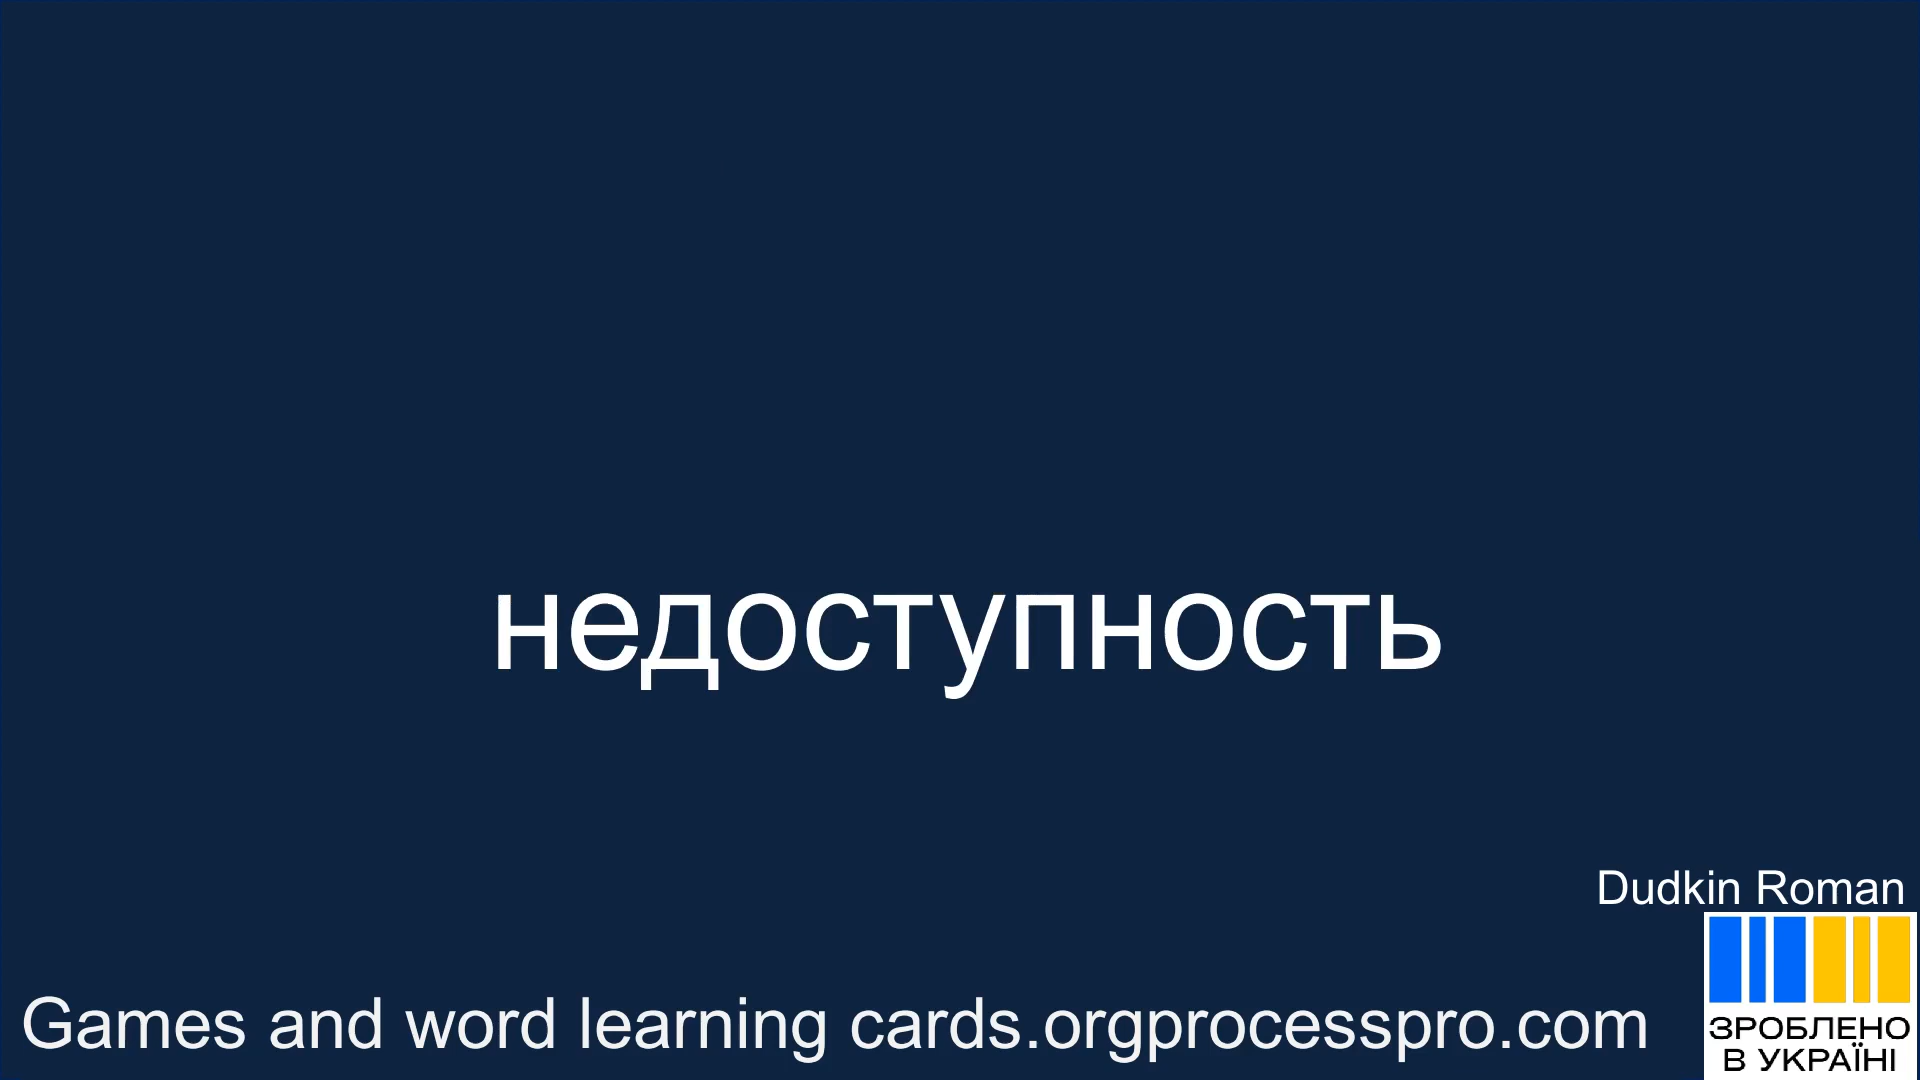 недоступность
Dudkin Roman
Games and word learning cards.orgprocesspro.com
ЗРОБЛЕНО
В УКРАЇНІ